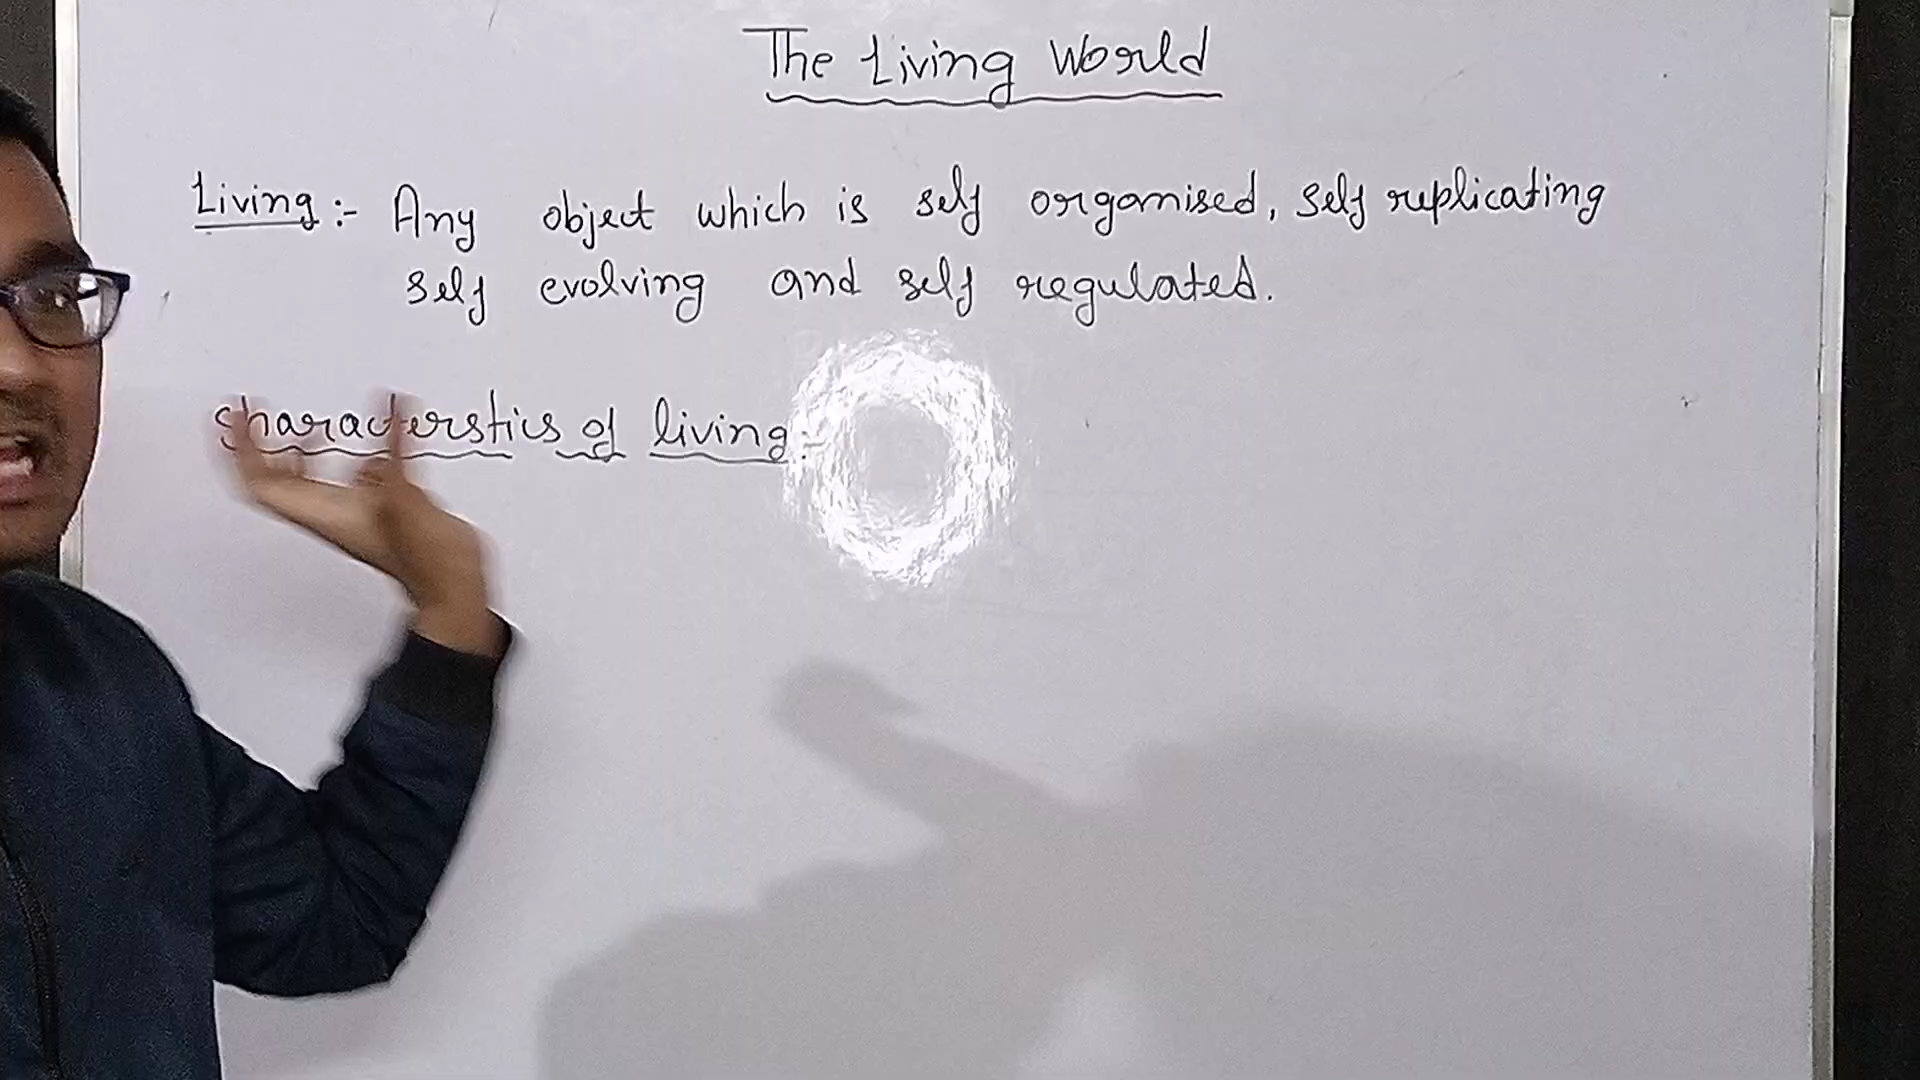 The Living World
Living :- Any object which is self organised, self replicating
self evolving and self regulated.
characterstics of living :-